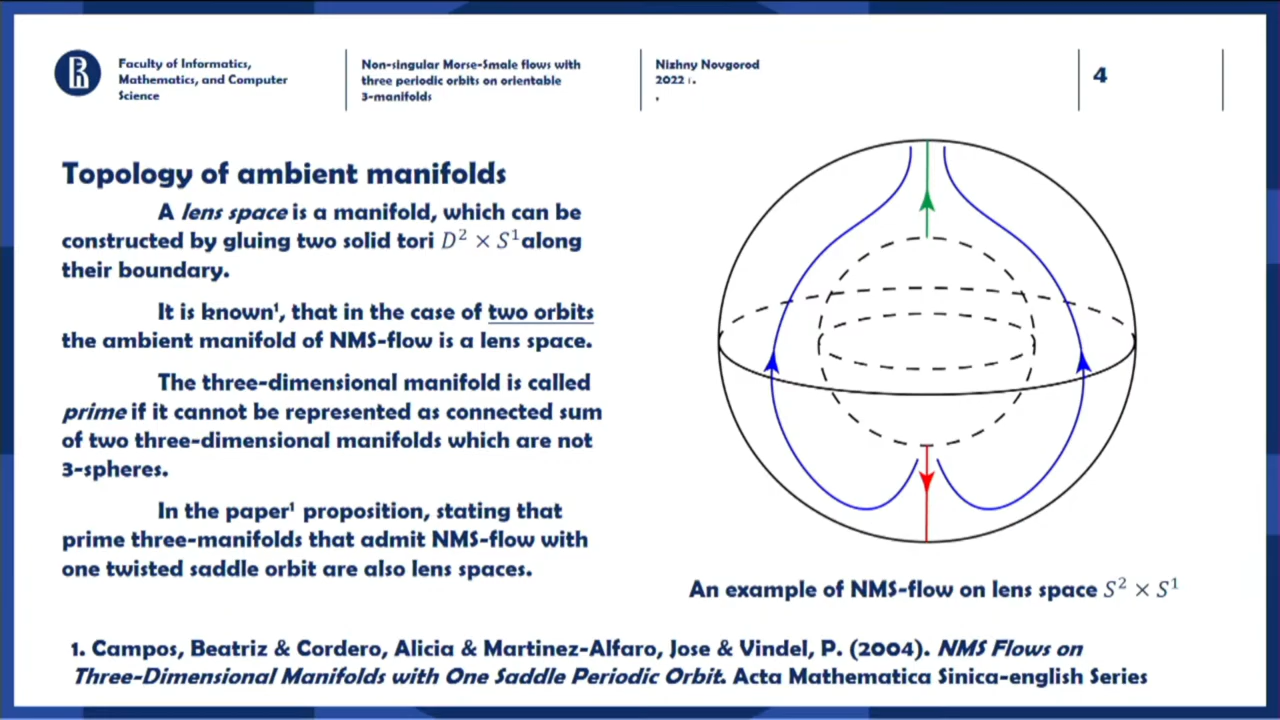 Faculty of Informatics,
Mathematics, and Computer
Science
Non-singular Morse-Smale flows with
three periodic orbits on orientable
3-manifolds
Nizhny Novgorod
2022 г.
,
4
Topology of ambient manifolds
A lens space is a manifold, which can be
constructed by gluing two solid tori D² × S¹ along
their boundary.
It is known¹, that in the case of two orbits
the ambient manifold of NMS-flow is a lens space.
The three-dimensional manifold is called
prime if it cannot be represented as connected sum
of two three-dimensional manifolds which are not
3-spheres.
In the paper¹ proposition, stating that
prime three-manifolds that admit NMS-flow with
one twisted saddle orbit are also lens spaces.
An example of NMS-flow on lens space S² × S¹
1. Campos, Beatriz & Cordero, Alicia & Martinez-Alfaro, Jose & Vindel, P. (2004). NMS Flows on
Three-Dimensional Manifolds with One Saddle Periodic Orbit. Acta Mathematica Sinica-english Series